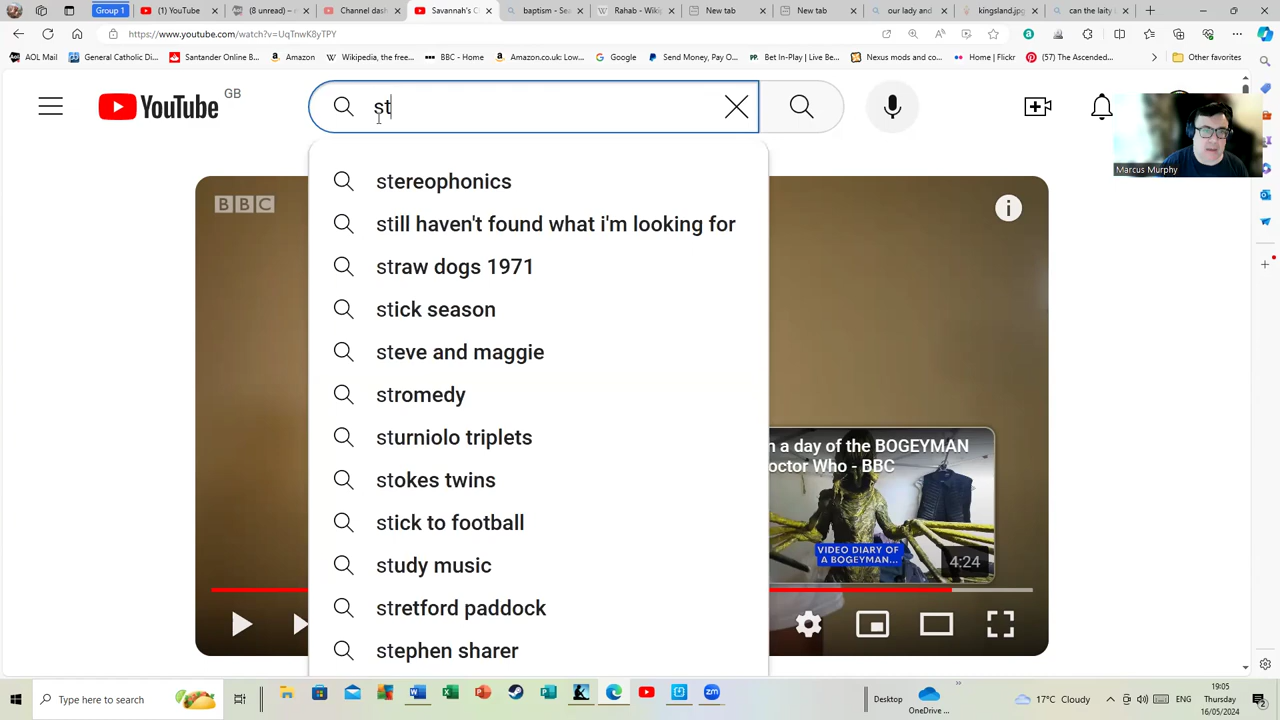 Group 1
(1) YouTube
(8 unread) -
Channel dash
Savannah's C
baptism - Sea
Rahab - Wiki
New tab
New tab
our lady and
kingsland.jpg
can the laity
https://www.youtube.com/watch?v=UqTnwK8yTPY
AOL Mail
General Catholic Di...
Santander Online B...
Amazon
Wikipedia, the free...
BBC - Home
Amazon.co.uk: Low...
Google
Send Money, Pay O...
Bet In-Play | Live Be...
Nexus mods and co...
Home | Flickr
(57) The Ascended...
Other favorites
YouTube GB
st
Marcus Murphy
BBC
stereophonics
still haven't found what i'm looking for
straw dogs 1971
stick season
steve and maggie
stromedy
sturniolo triplets
stokes twins
stick to football
study music
stretford paddock
stephen sharer
n a day of the BOGEYMAN
octor Who - BBC
VIDEO DIARY OF
A BOGEYMAN...
4:24
Type here to search
Desktop
OneDrive ...
17°C Cloudy
ENG
19:05
Thursday
16/05/2024